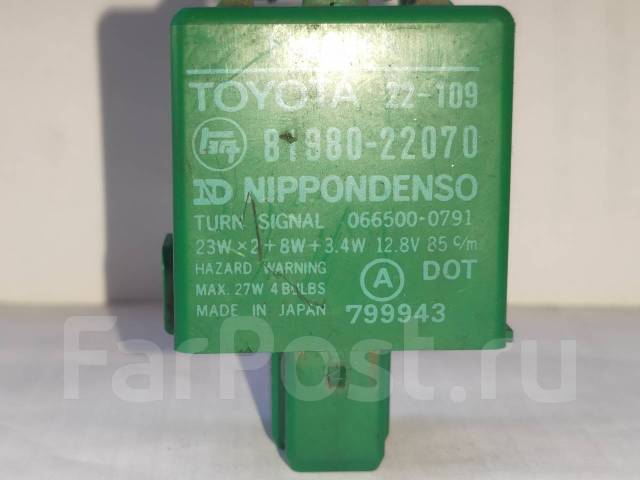 TOYOTA 22-109
81980-22070
ND NIPPONDENSO
TURN SIGNAL 066500-0791
23W×2+8W+3.4W 12.8V 85 c/m
HAZARD WARNING
MAX. 27W 4 BULBS
A DOT
MADE IN JAPAN 799943
FarPost.ru